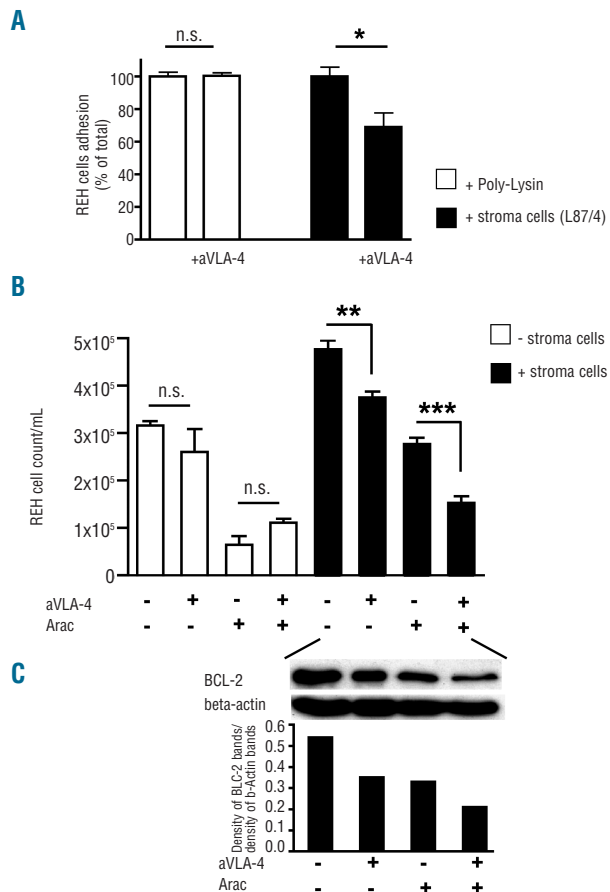 A
n.s.
*
REH cells adhesion
(% of total)
100
80
60
40
20
0
+aVLA-4
+aVLA-4
+ Poly-Lysin
+ stroma cells (L87/4)
B
REH cell count/mL
5x10⁵
4x10⁵
3x10⁵
2x10⁵
1x10⁵
0
n.s.
n.s.
**
***
- stroma cells
+ stroma cells
aVLA-4 - + - + - + - +
Arac - - + + - - + +
C
BCL-2
beta-actin
Density of BLC-2 bands/
density of b-Actin bands
0.6
0.5
0.4
0.3
0.2
0.0
aVLA-4 - + - +
Arac - - + +